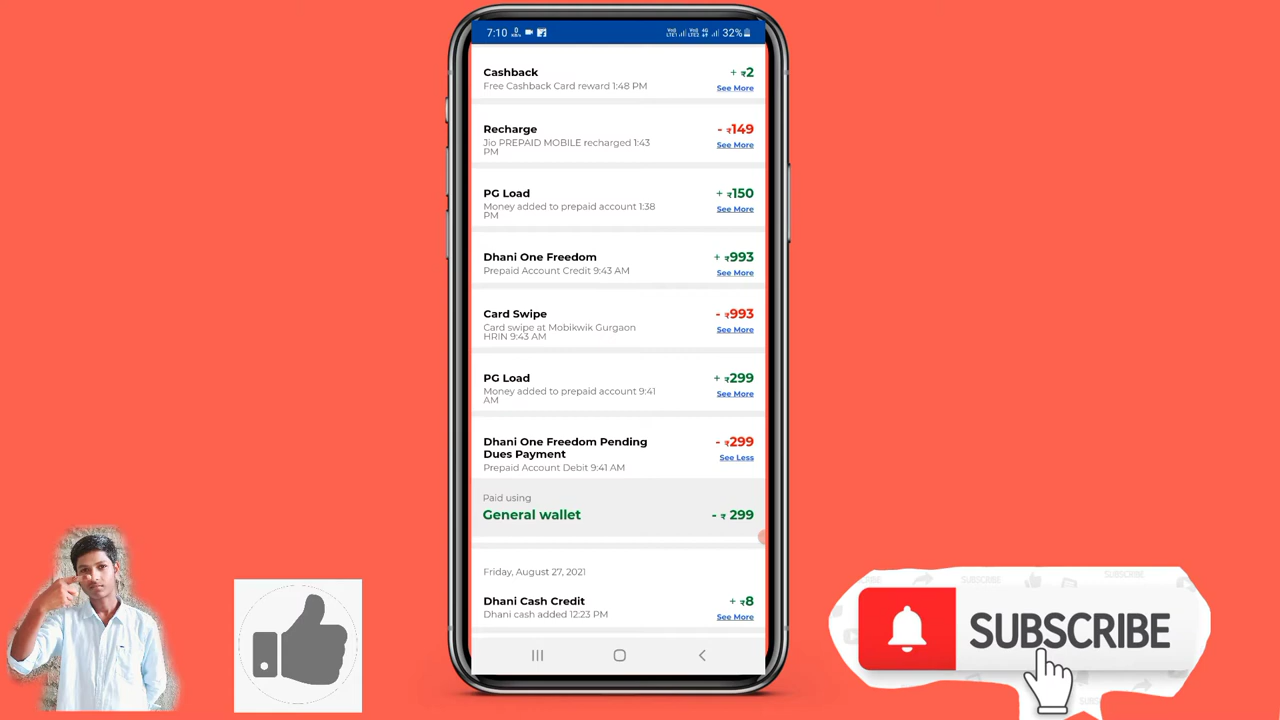 7:10 0 KB/s VoLTE1 VoLTE2 4G 32%
Cashback + ₹2
Free Cashback Card reward 1:48 PM See More
Recharge - ₹149
Jio PREPAID MOBILE recharged 1:43 See More
PM
PG Load + ₹150
Money added to prepaid account 1:38 See More
PM
Dhani One Freedom + ₹993
Prepaid Account Credit 9:43 AM See More
Card Swipe - ₹993
Card swipe at Mobikwik Gurgaon See More
HRIN 9:43 AM
PG Load + ₹299
Money added to prepaid account 9:41 See More
AM
Dhani One Freedom Pending - ₹299
Dues Payment See Less
Prepaid Account Debit 9:41 AM
Paid using
General wallet - ₹ 299
Friday, August 27, 2021
Dhani Cash Credit + ₹8
Dhani cash added 12:23 PM See More
SUBSCRIBE